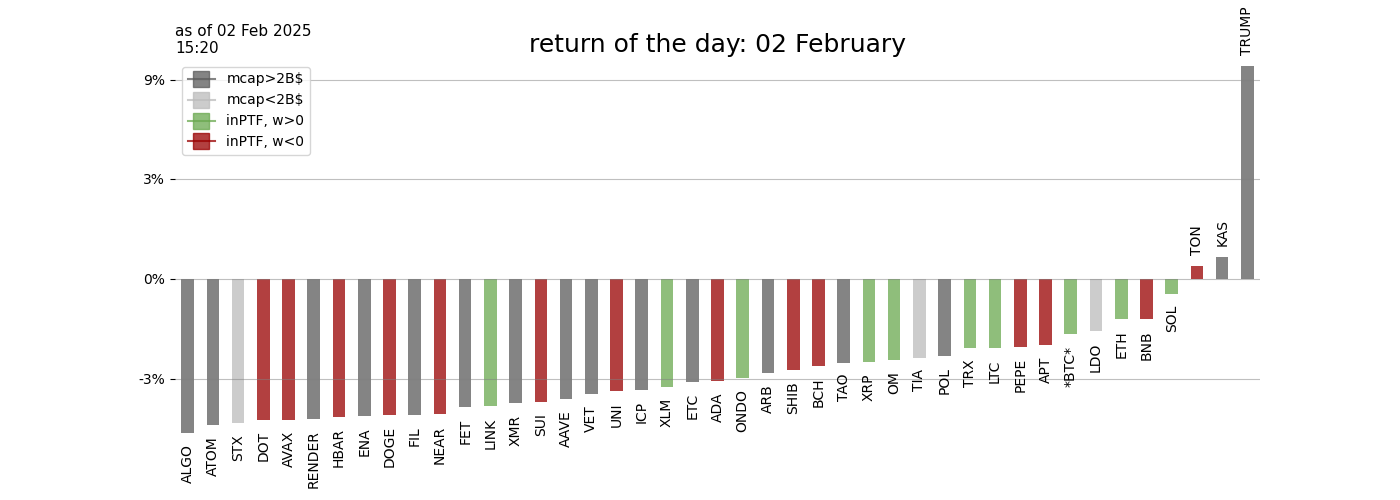 as of 02 Feb 2025
15:20
return of the day: 02 February
TRUMP
9%
mcap>2B$
mcap<2B$
inPTF, w>0
inPTF, w<0
3%
0%
-3%
ALGO
ATOM
STX
DOT
AVAX
RENDER
HBAR
ENA
DOGE
FIL
NEAR
FET
LINK
XMR
SUI
AAVE
VET
UNI
ICP
XLM
ETC
ADA
ONDO
ARB
SHIB
BCH
TAO
XRP
OM
TIA
POL
TRX
LTC
PEPE
APT
*BTC*
LDO
ETH
BNB
SOL
TON
KAS